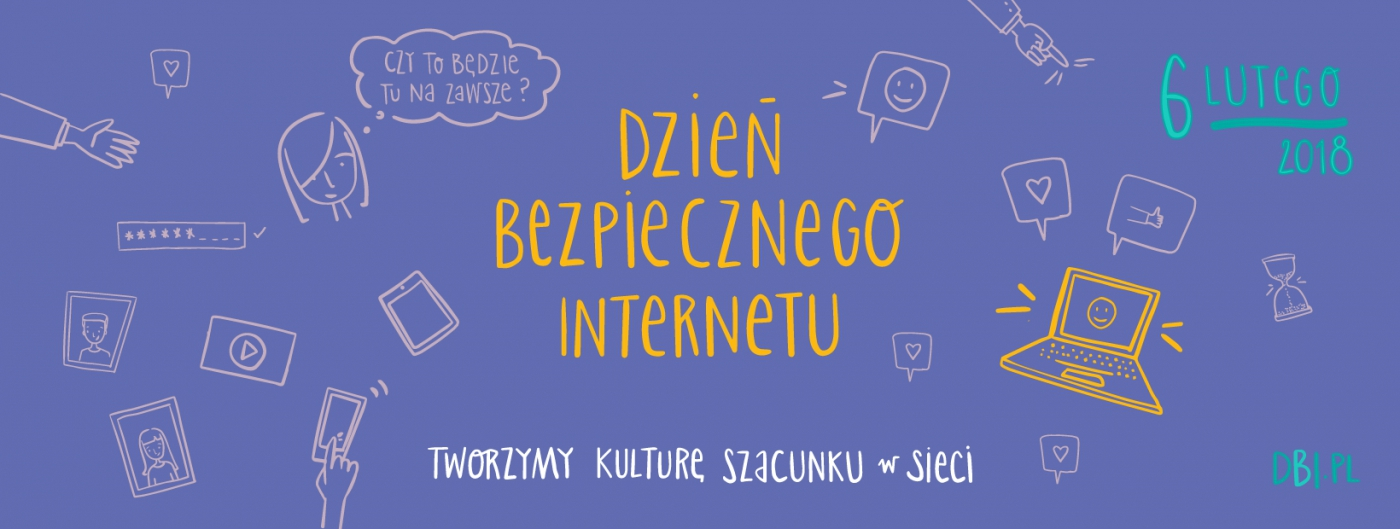 CZY TO BĘDZIE
TU NA ZAWSZE?
DZIEŃ
BEZPIECZNEGO
INTERNETU
6 LUTEGO
2018
TWORZYMY KULTURĘ SZACUNKU w SIECI
DBI.PL